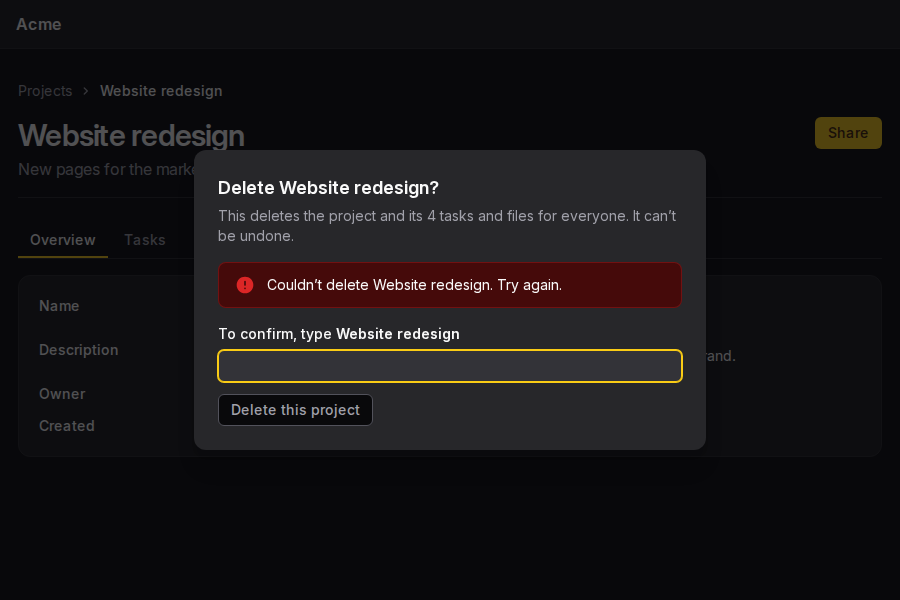 Acme
Projects › Website redesign
Website redesign
Share
New pages for the marke
Overview Tasks
Delete Website redesign?
This deletes the project and its 4 tasks and files for everyone. It can’t
be undone.
Couldn’t delete Website redesign. Try again.
To confirm, type Website redesign
Delete this project
Name
Description
rand.
Owner
Created